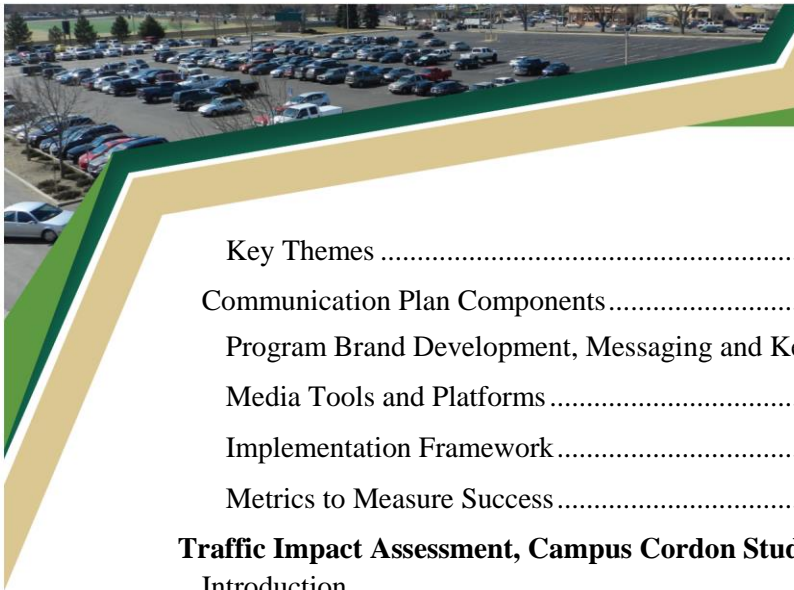 Key Themes ........................................................
Communication Plan Components.........................
Program Brand Development, Messaging and
Media Tools and Platforms .................................
Implementation Framework................................
Metrics to Measure Success................................
Traffic Impact Assessment, Campus Cordon
Introduction